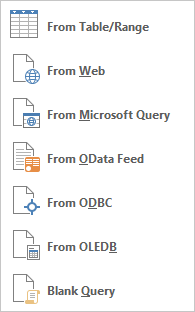 From Table/Range
From Web
From Microsoft Query
From OData Feed
From ODBC
From OLEDB
Blank Query